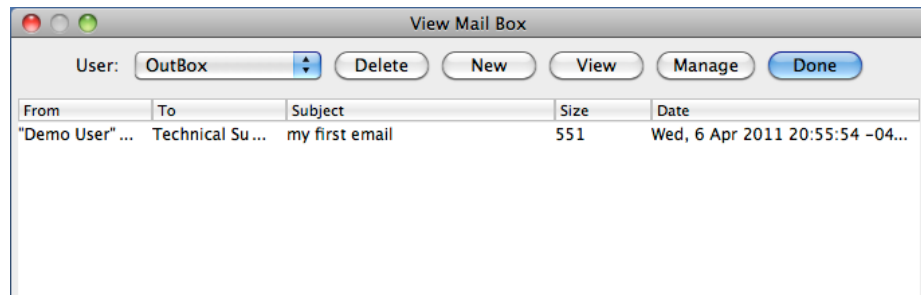 View Mail Box
User: OutBox Delete New View Manage Done
From To Subject Size Date
"Demo User" ... Technical Su ... my first email 551 Wed, 6 Apr 2011 20:55:54 -04...